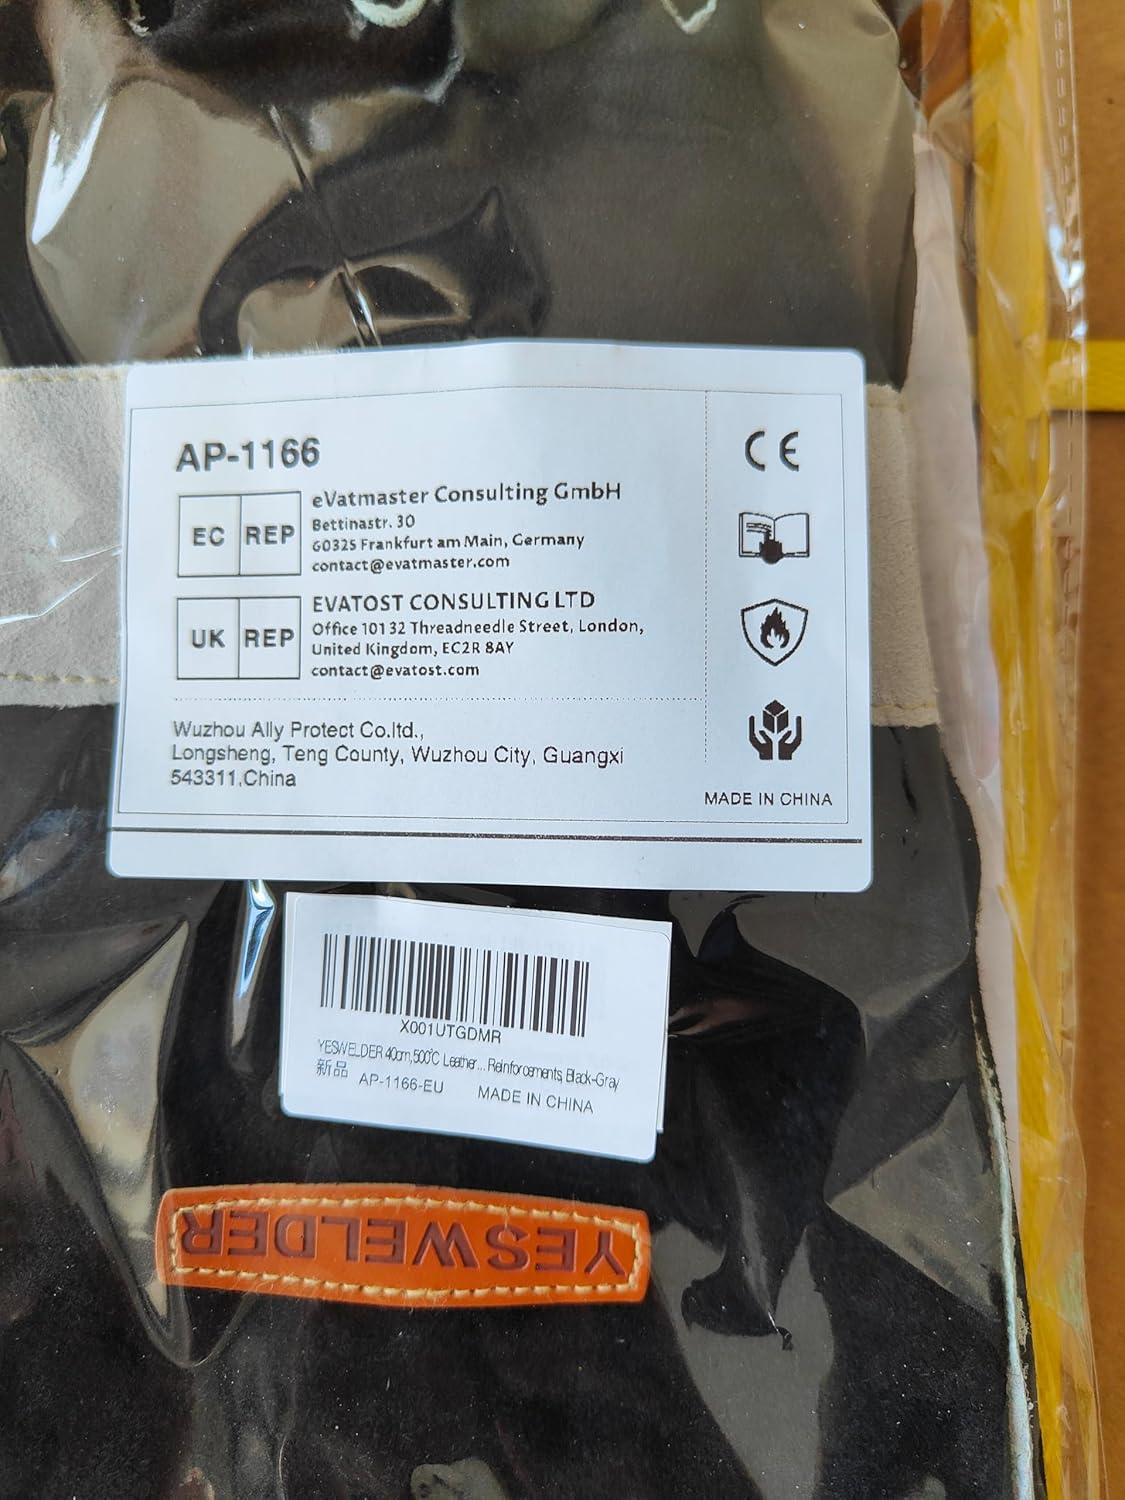 AP-1166
CE
EC REP
eVatmaster Consulting GmbH
Bettinastr. 30
60325 Frankfurt am Main, Germany
contact@evatmaster.com
UK REP
EVATOST CONSULTING LTD
Office 101 32 Threadneedle Street, London,
United Kingdom, EC2R 8AY
contact@evatost.com
Wuzhou Ally Protect Co.ltd.,
Longsheng, Teng County, Wuzhou City, Guangxi
543311,China
MADE IN CHINA
X001UTGDMR
YESWELDER 40cm,500℃ Leather... Reinforcements, Black-Gray
新品
AP-1166-EU MADE IN CHINA
YESWELDER